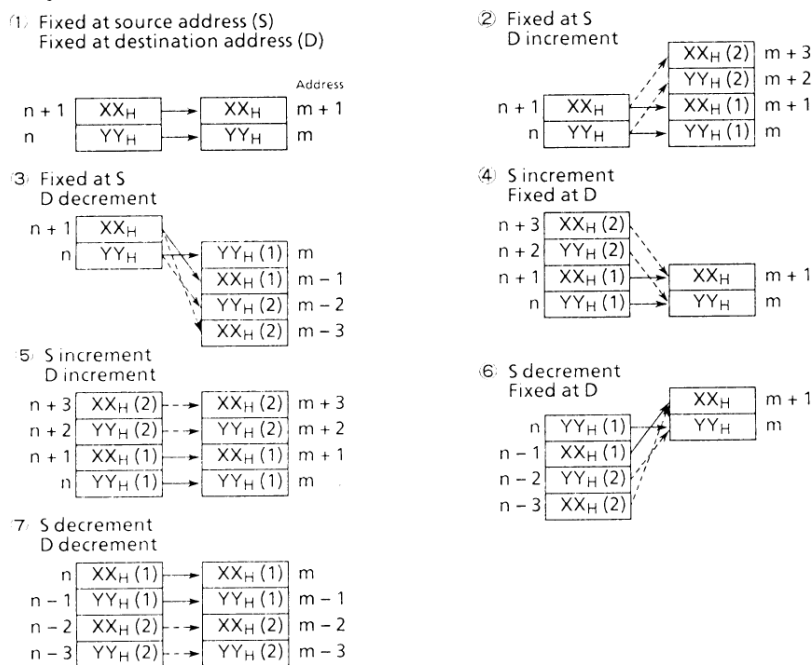 ① Fixed at source address (S)
Fixed at destination address (D)
Address
n + 1 XXH XXH m + 1
n YYH YYH m
② Fixed at S
D increment
XXH (2) m + 3
YYH (2) m + 2
n + 1 XXH XXH (1) m + 1
n YYH YYH (1) m
③ Fixed at S
D decrement
n + 1 XXH
n YYH YYH (1) m
XXH (1) m − 1
YYH (2) m − 2
XXH (2) m − 3
④ S increment
Fixed at D
n + 3 XXH (2)
n + 2 YYH (2)
n + 1 XXH (1) XXH m + 1
n YYH (1) YYH m
⑤ S increment
D increment
n + 3 XXH (2) XXH (2) m + 3
n + 2 YYH (2) YYH (2) m + 2
n + 1 XXH (1) XXH (1) m + 1
n YYH (1) YYH (1) m
⑥ S decrement
Fixed at D
XXH m + 1
n YYH (1) YYH m
n − 1 XXH (1)
n − 2 YYH (2)
n − 3 XXH (2)
⑦ S decrement
D decrement
n XXH (1) XXH (1) m
n − 1 YYH (1) YYH (1) m − 1
n − 2 XXH (2) XXH (2) m − 2
n − 3 YYH (2) YYH (2) m − 3